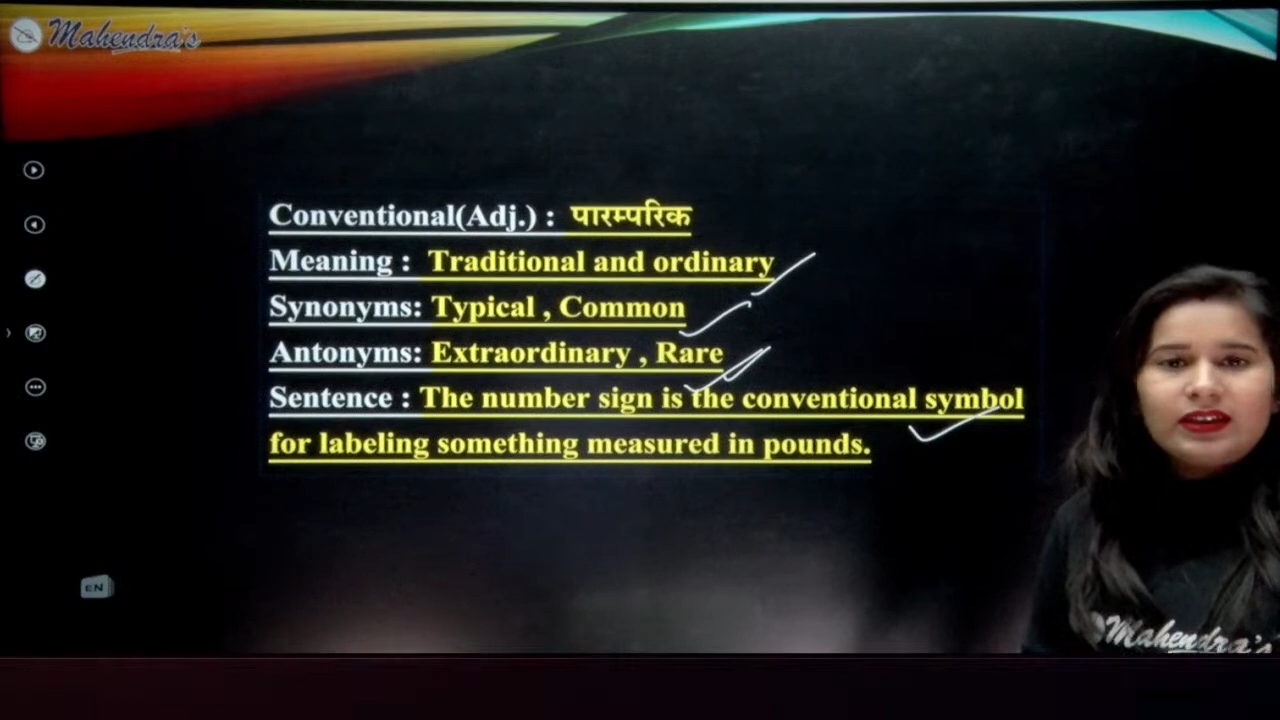 Mahendra's
Conventional(Adj.) : पारम्परिक
Meaning : Traditional and ordinary
Synonyms: Typical , Common
Antonyms: Extraordinary , Rare
Sentence : The number sign is the conventional symbol
for labeling something measured in pounds.
EN
Mahendra's